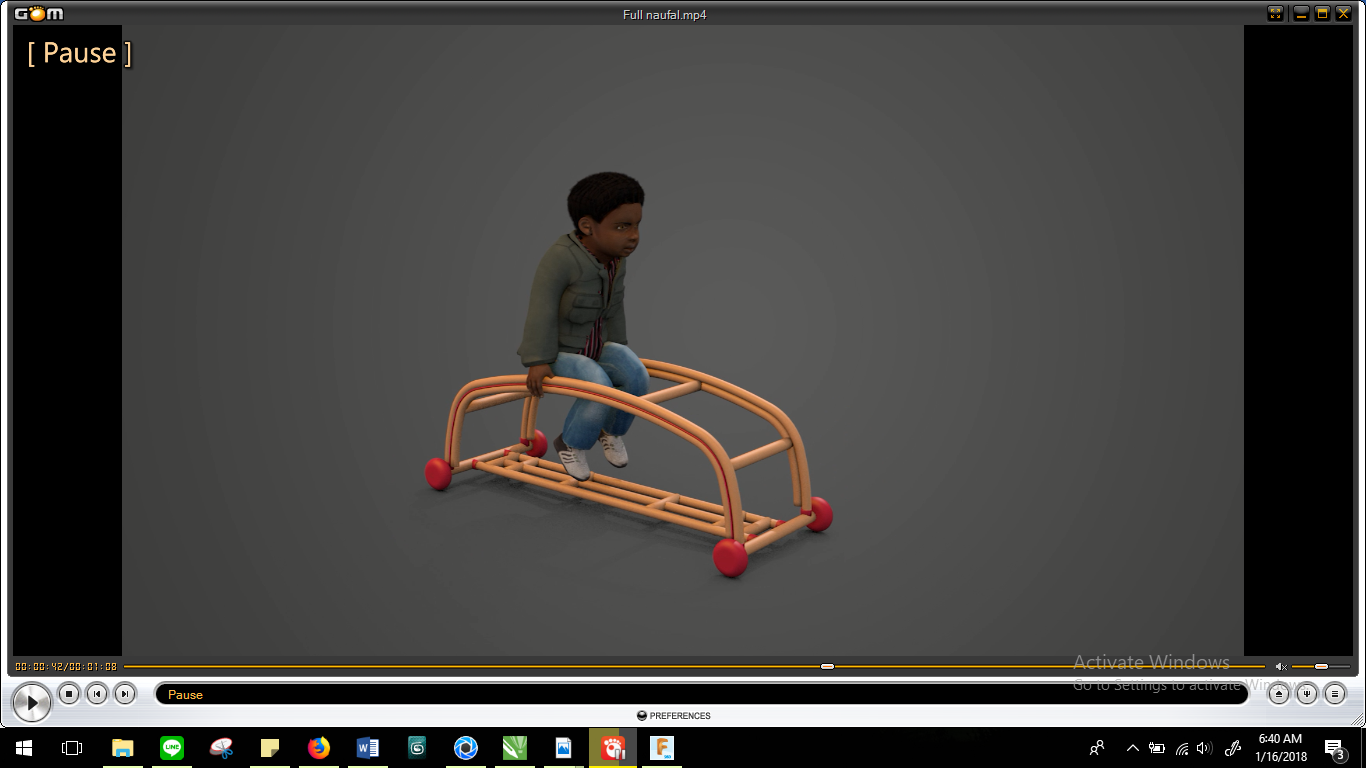 GOM
Full naufal.mp4
[ Pause ]
00:00:42/00:01:08
Activate Windows
Go to Settings to activate Windows.
Pause
PREFERENCES
LINE
6:40 AM
1/16/2018
3